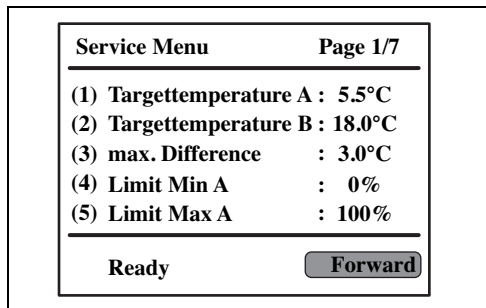 Service Menu Page 1/7
(1) Targettemperature A : 5.5°C
(2) Targettemperature B : 18.0°C
(3) max. Difference : 3.0°C
(4) Limit Min A : 0%
(5) Limit Max A : 100%
Ready Forward